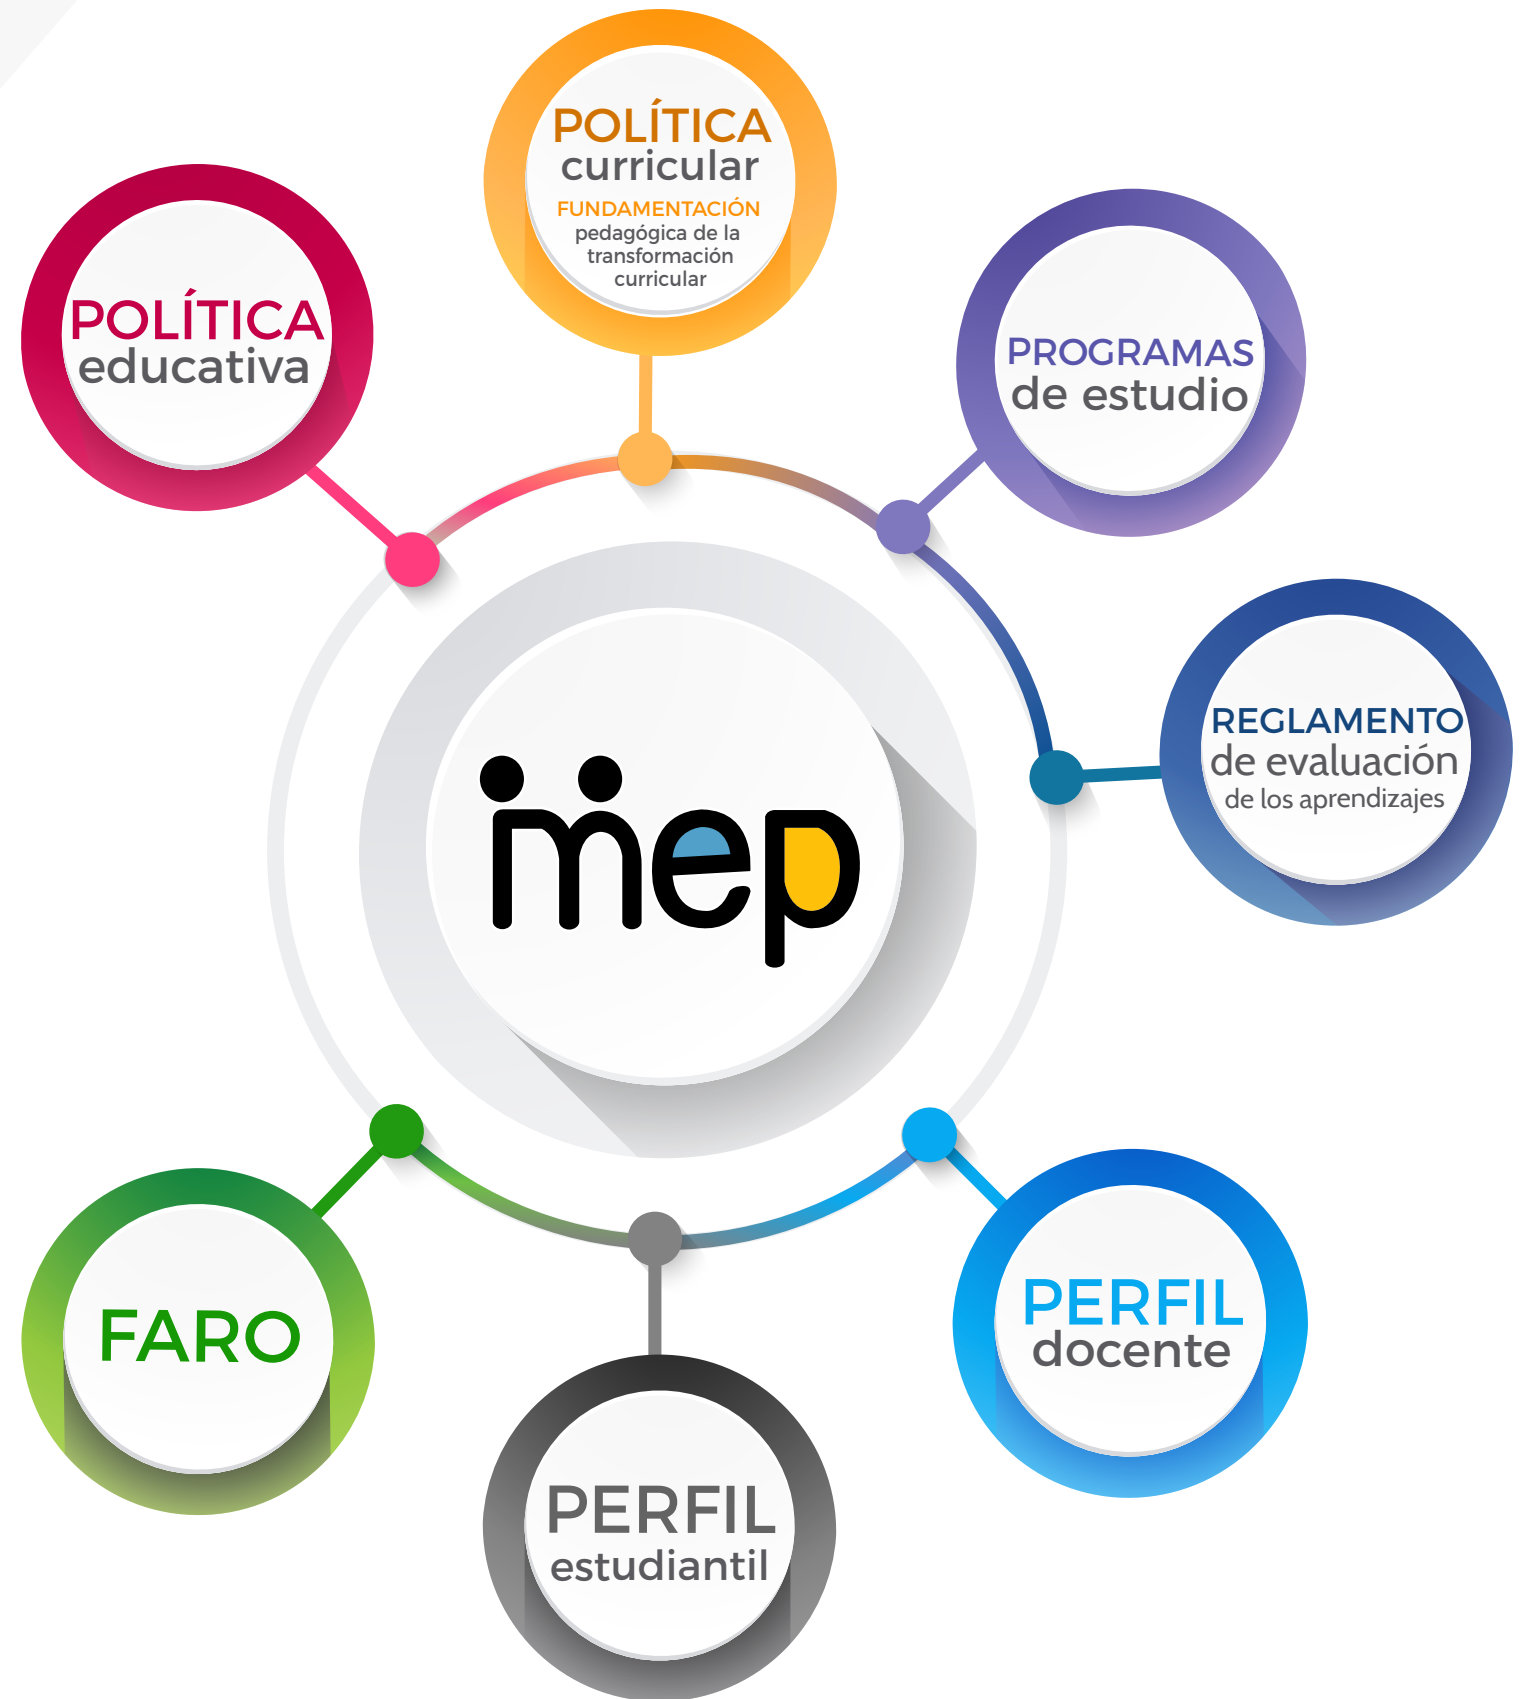 POLÍTICA
curricular
FUNDAMENTACIÓN
pedagógica de la
transformación
curricular
POLÍTICA
educativa
PROGRAMAS
de estudio
REGLAMENTO
de evaluación
de los aprendizajes
mep
FARO
PERFIL
docente
PERFIL
estudiantil